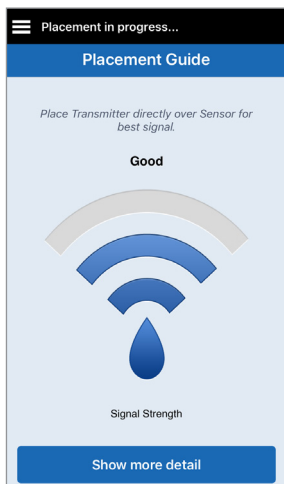 Placement in progress...
Placement Guide
Place Transmitter directly over Sensor for
best signal.
Good
Signal Strength
Show more detail